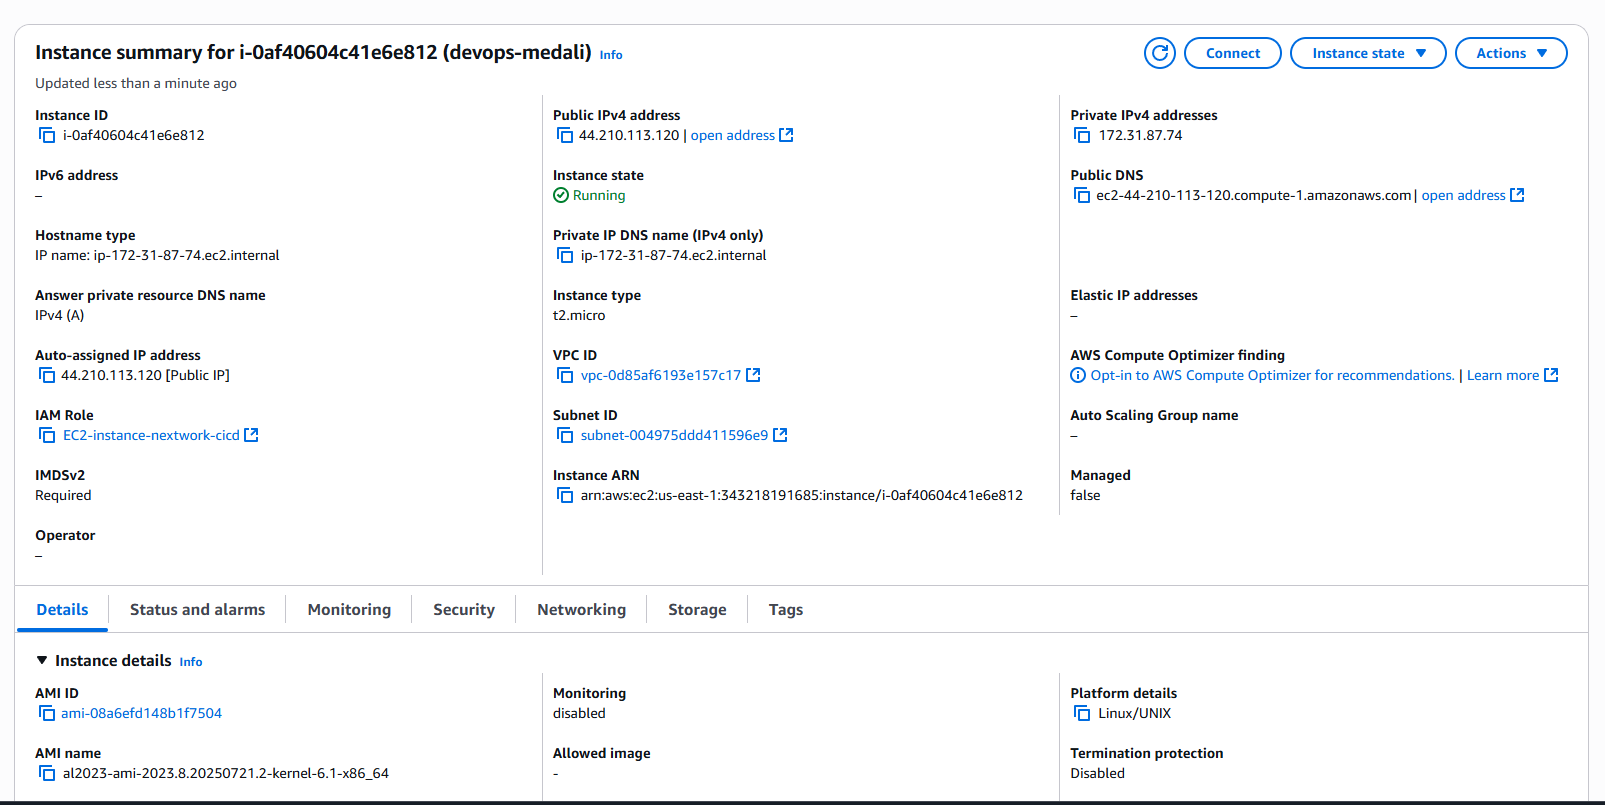 Instance summary for i-0af40604c41e6e812 (devops-medali) Info
Connect
Instance state
Actions
Updated less than a minute ago
Instance ID
i-0af40604c41e6e812
Public IPv4 address
44.210.113.120 | open address
Private IPv4 addresses
172.31.87.74
IPv6 address
–
Instance state
Running
Public DNS
ec2-44-210-113-120.compute-1.amazonaws.com | open address
Hostname type
IP name: ip-172-31-87-74.ec2.internal
Private IP DNS name (IPv4 only)
ip-172-31-87-74.ec2.internal
Answer private resource DNS name
IPv4 (A)
Instance type
t2.micro
Elastic IP addresses
–
Auto-assigned IP address
44.210.113.120 [Public IP]
VPC ID
vpc-0d85af6193e157c17
AWS Compute Optimizer finding
Opt-in to AWS Compute Optimizer for recommendations. | Learn more
IAM Role
EC2-instance-nextwork-cicd
Subnet ID
subnet-004975ddd411596e9
Auto Scaling Group name
–
IMDSv2
Required
Instance ARN
arn:aws:ec2:us-east-1:343218191685:instance/i-0af40604c41e6e812
Managed
false
Operator
–
Details
Status and alarms
Monitoring
Security
Networking
Storage
Tags
Instance details Info
AMI ID
ami-08a6efd148b1f7504
Monitoring
disabled
Platform details
Linux/UNIX
AMI name
al2023-ami-2023.8.20250721.2-kernel-6.1-x86_64
Allowed image
-
Termination protection
Disabled